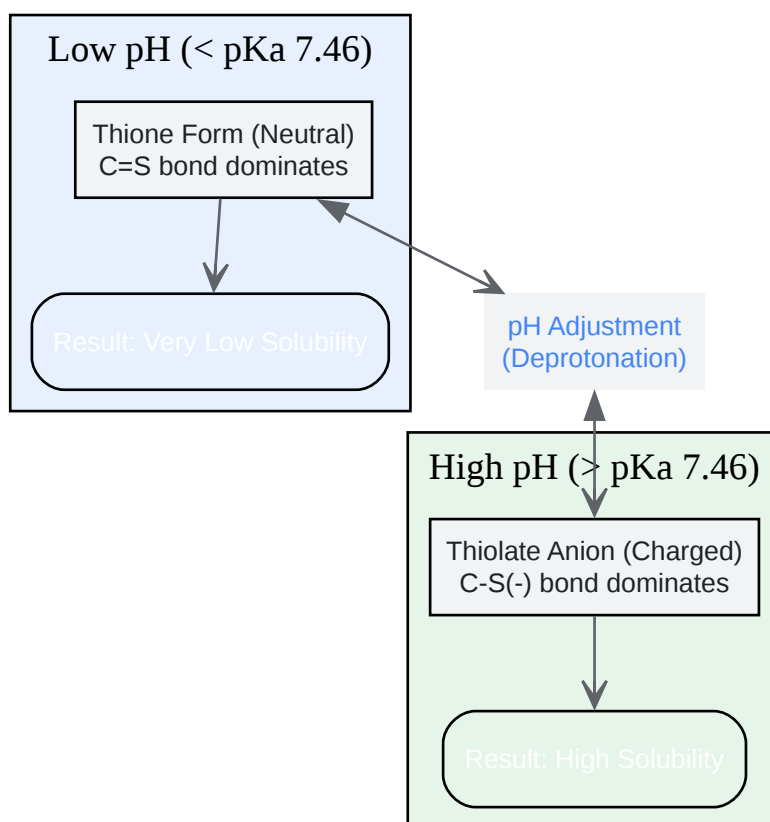 Low pH (< pKa 7.46)
Thione Form (Neutral)
C=S bond dominates
Result: Very Low Solubility
pH Adjustment
(Deprotonation)
High pH (> pKa 7.46)
Thiolate Anion (Charged)
C-S(-) bond dominates
Result: High Solubility